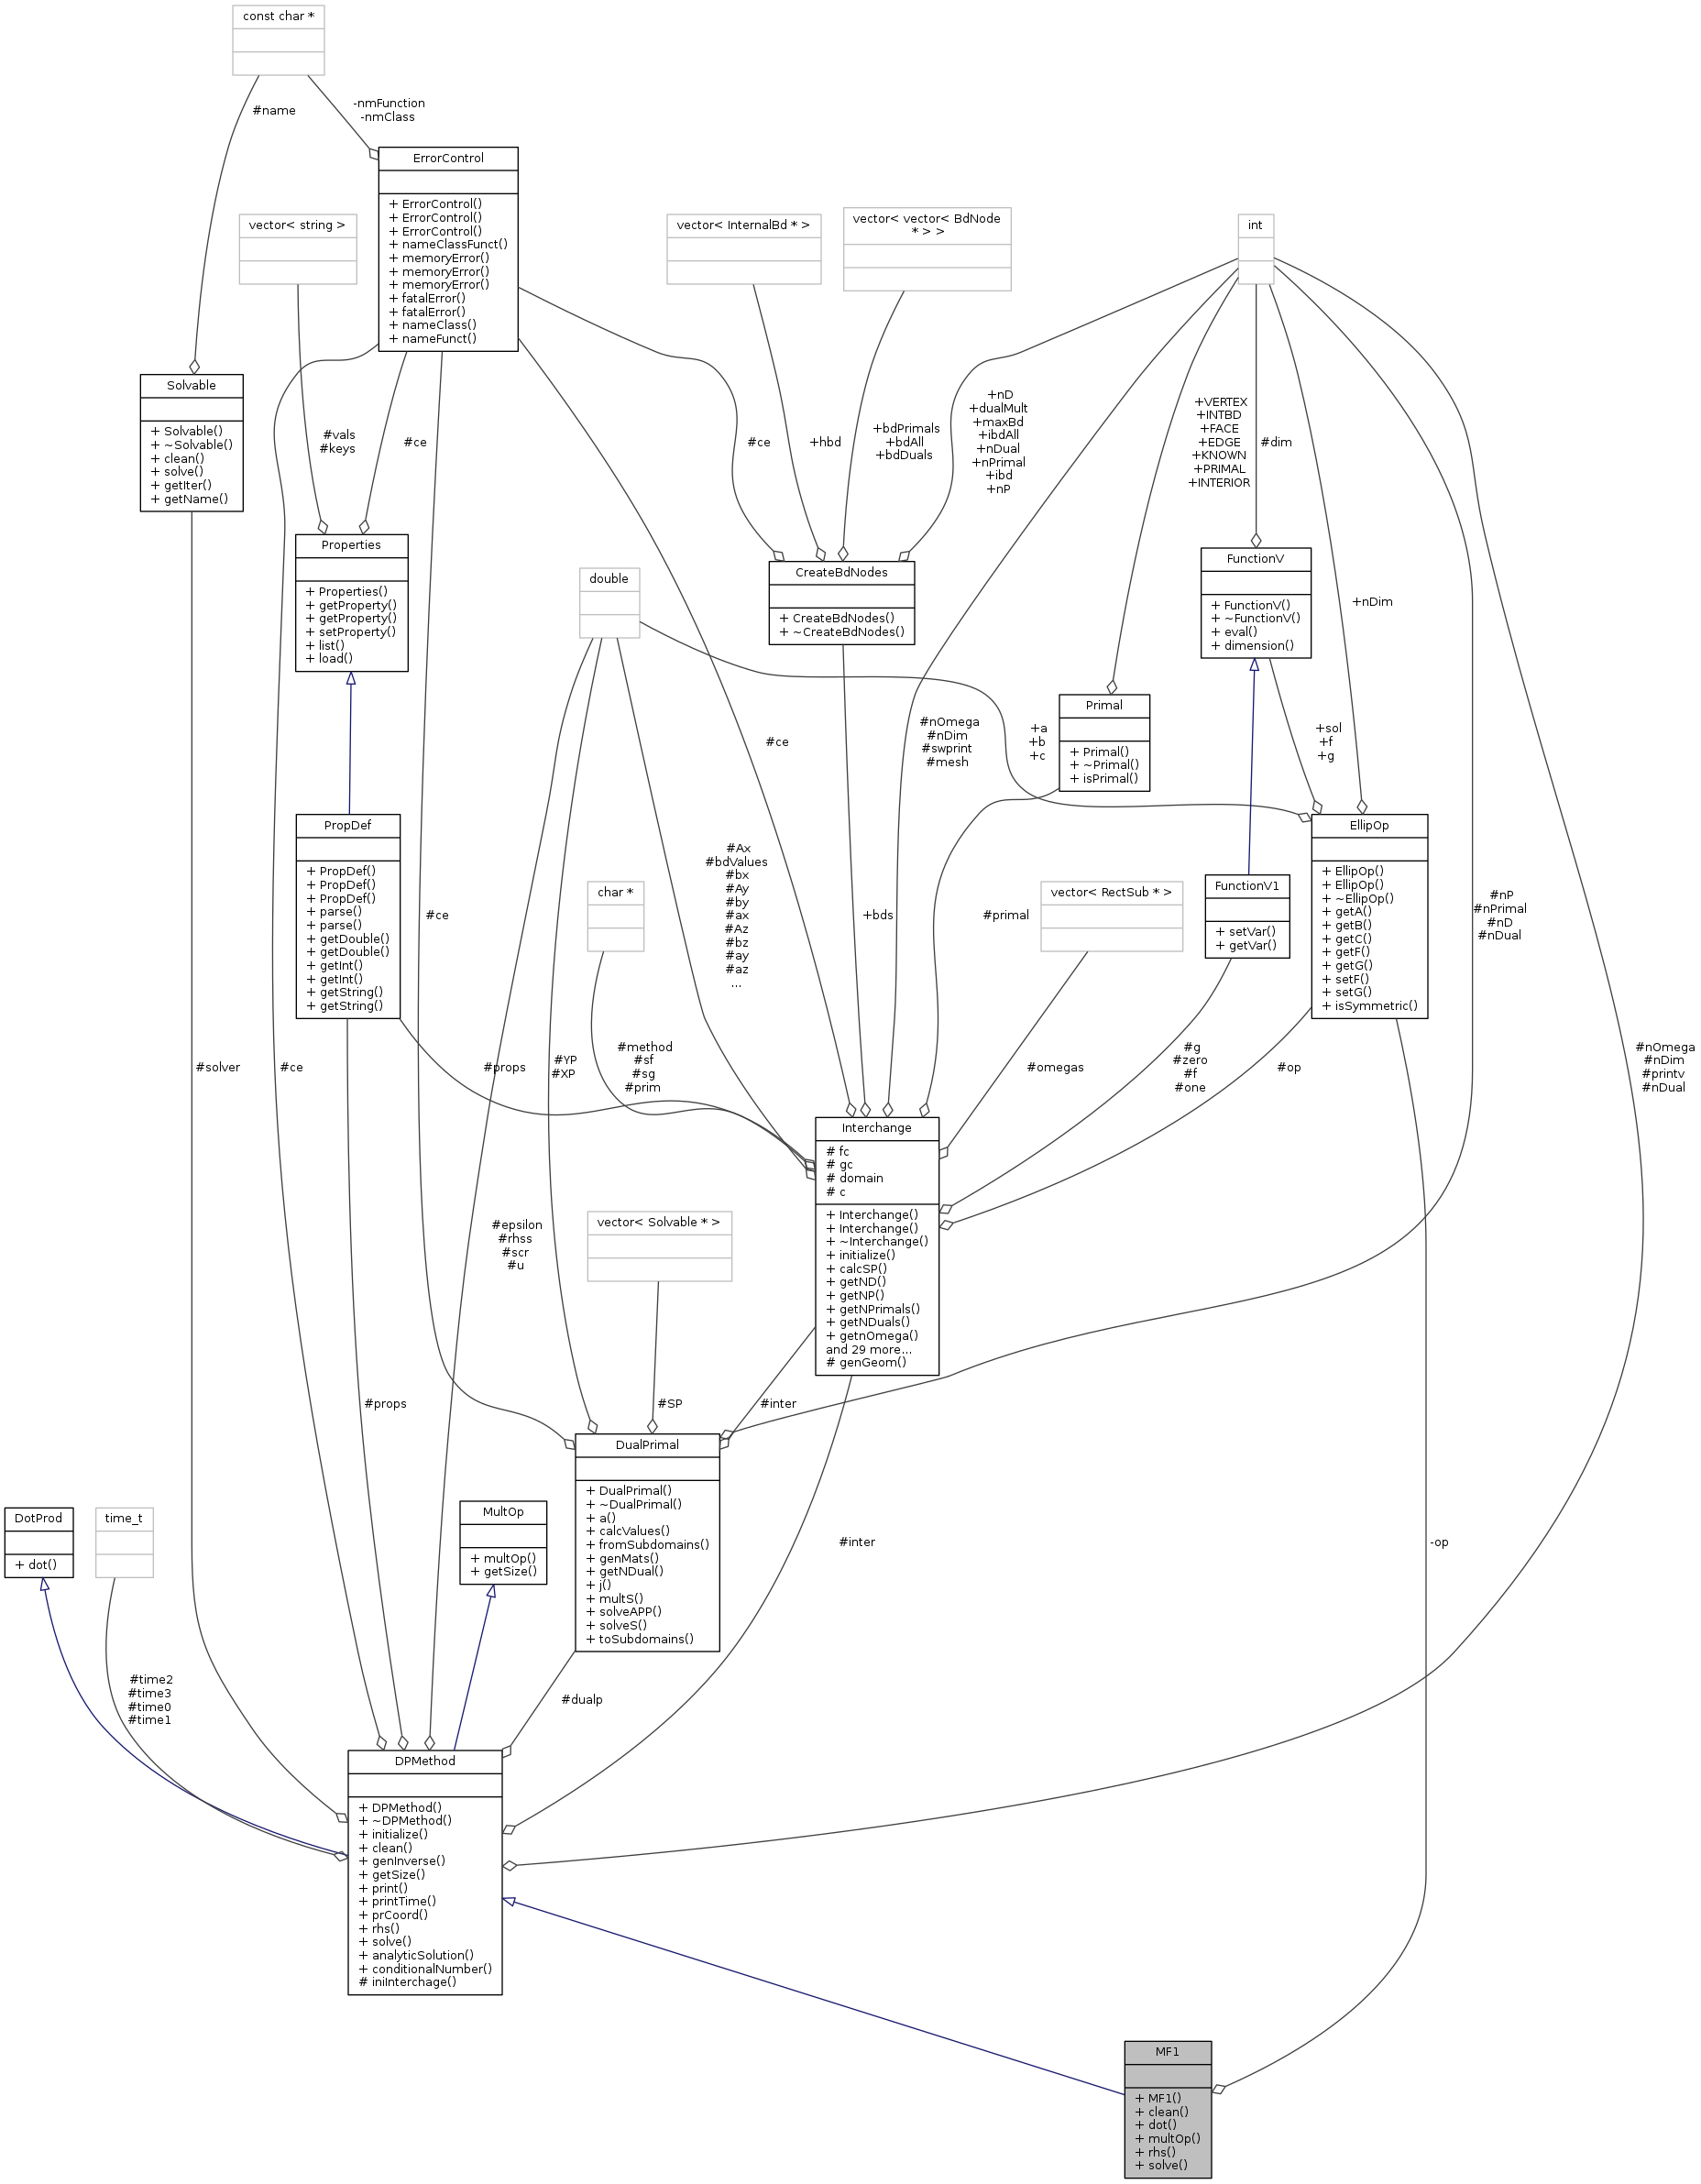 const char *
#name
-nmFunction
-nmClass
ErrorControl
+ ErrorControl()
+ ErrorControl()
+ ErrorControl()
+ nameClassFunct()
+ memoryError()
+ memoryError()
+ memoryError()
+ fatalError()
+ fatalError()
+ nameClass()
+ nameFunct()
vector< string >
vector< InternalBd * >
vector< vector< BdNode
* > >
int
Solvable
+ Solvable()
+ ~Solvable()
+ clean()
+ solve()
+ getIter()
+ getName()
#vals
#keys
#ce
#ce
+hbd
+bdPrimals
+bdAll
+bdDuals
+nD
+dualMult
+maxBd
+ibdAll
+nDual
+nPrimal
+ibd
+nP
+VERTEX
+INTBD
+FACE
+EDGE
+KNOWN
+PRIMAL
+INTERIOR
#dim
Properties
+ Properties()
+ getProperty()
+ getProperty()
+ setProperty()
+ list()
+ load()
double
CreateBdNodes
+ CreateBdNodes()
+ ~CreateBdNodes()
FunctionV
+ FunctionV()
+ ~FunctionV()
+ eval()
+ dimension()
+nDim
Primal
+ Primal()
+ ~Primal()
+ isPrimal()
#ce
#nOmega
#nDim
#swprint
#mesh
+a
+b
+c
+sol
+f
+g
PropDef
+ PropDef()
+ PropDef()
+ PropDef()
+ parse()
+ parse()
+ getDouble()
+ getDouble()
+ getInt()
+ getInt()
+ getString()
+ getString()
#ce
char *
#Ax
#bdValues
#bx
#Ay
#by
#ax
#Az
#bz
#ay
#az
...
+bds
#primal
vector< RectSub * >
FunctionV1
+ setVar()
+ getVar()
EllipOp
+ EllipOp()
+ EllipOp()
+ ~EllipOp()
+ getA()
+ getB()
+ getC()
+ getF()
+ getG()
+ setF()
+ setG()
+ isSymmetric()
#nP
#nPrimal
#nD
#nDual
#solver
#ce
#props
#YP
#XP
#method
#sf
#sg
#prim
#omegas
#g
#zero
#f
#one
#op
#nOmega
#nDim
#printv
#nDual
Interchange
# fc
# gc
# domain
# c
+ Interchange()
+ Interchange()
+ ~Interchange()
+ initialize()
+ calcSP()
+ getND()
+ getNP()
+ getNPrimals()
+ getNDuals()
+ getnOmega()
and 29 more...
# genGeom()
#epsilon
#rhss
#scr
#u
vector< Solvable * >
#props
#SP
#inter
DualPrimal
+ DualPrimal()
+ ~DualPrimal()
+ a()
+ calcValues()
+ fromSubdomains()
+ genMats()
+ getNDual()
+ j()
+ multS()
+ solveAPP()
+ solveS()
+ toSubdomains()
DotProd
+ dot()
time_t
MultOp
+ multOp()
+ getSize()
#inter
-op
#time2
#time3
#time0
#time1
#dualp
DPMethod
+ DPMethod()
+ ~DPMethod()
+ initialize()
+ clean()
+ genInverse()
+ getSize()
+ print()
+ printTime()
+ prCoord()
+ rhs()
+ solve()
+ analyticSolution()
+ conditionalNumber()
# iniInterchage()
MF1
+ MF1()
+ clean()
+ dot()
+ multOp()
+ rhs()
+ solve()